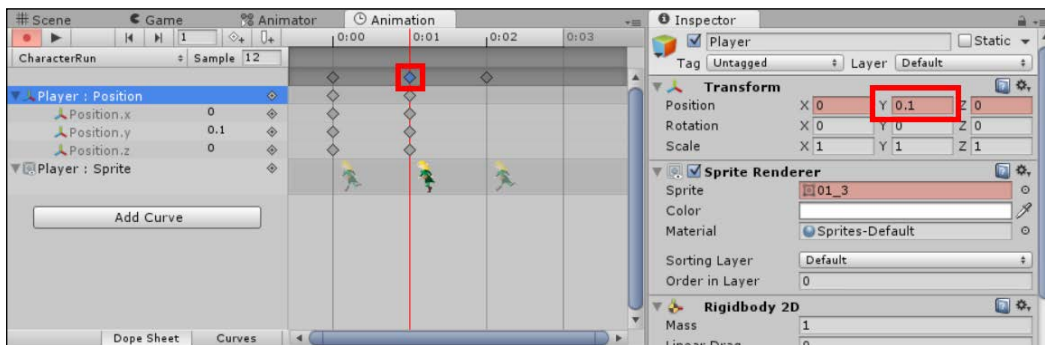 Scene Game Animator Animation
1 0:00 0:01 0:02 0:03
CharacterRun Sample 12
Player : Position
Position.x 0
Position.y 0.1
Position.z 0
Player : Sprite
Add Curve
Dope Sheet Curves
Inspector
Player Static
Tag Untagged Layer Default
Transform
Position X 0 Y 0.1 Z 0
Rotation X 0 Y 0 Z 0
Scale X 1 Y 1 Z 1
Sprite Renderer
Sprite 01_3
Color
Material Sprites-Default
Sorting Layer Default
Order in Layer 0
Rigidbody 2D
Mass 1
Linear Drag 0